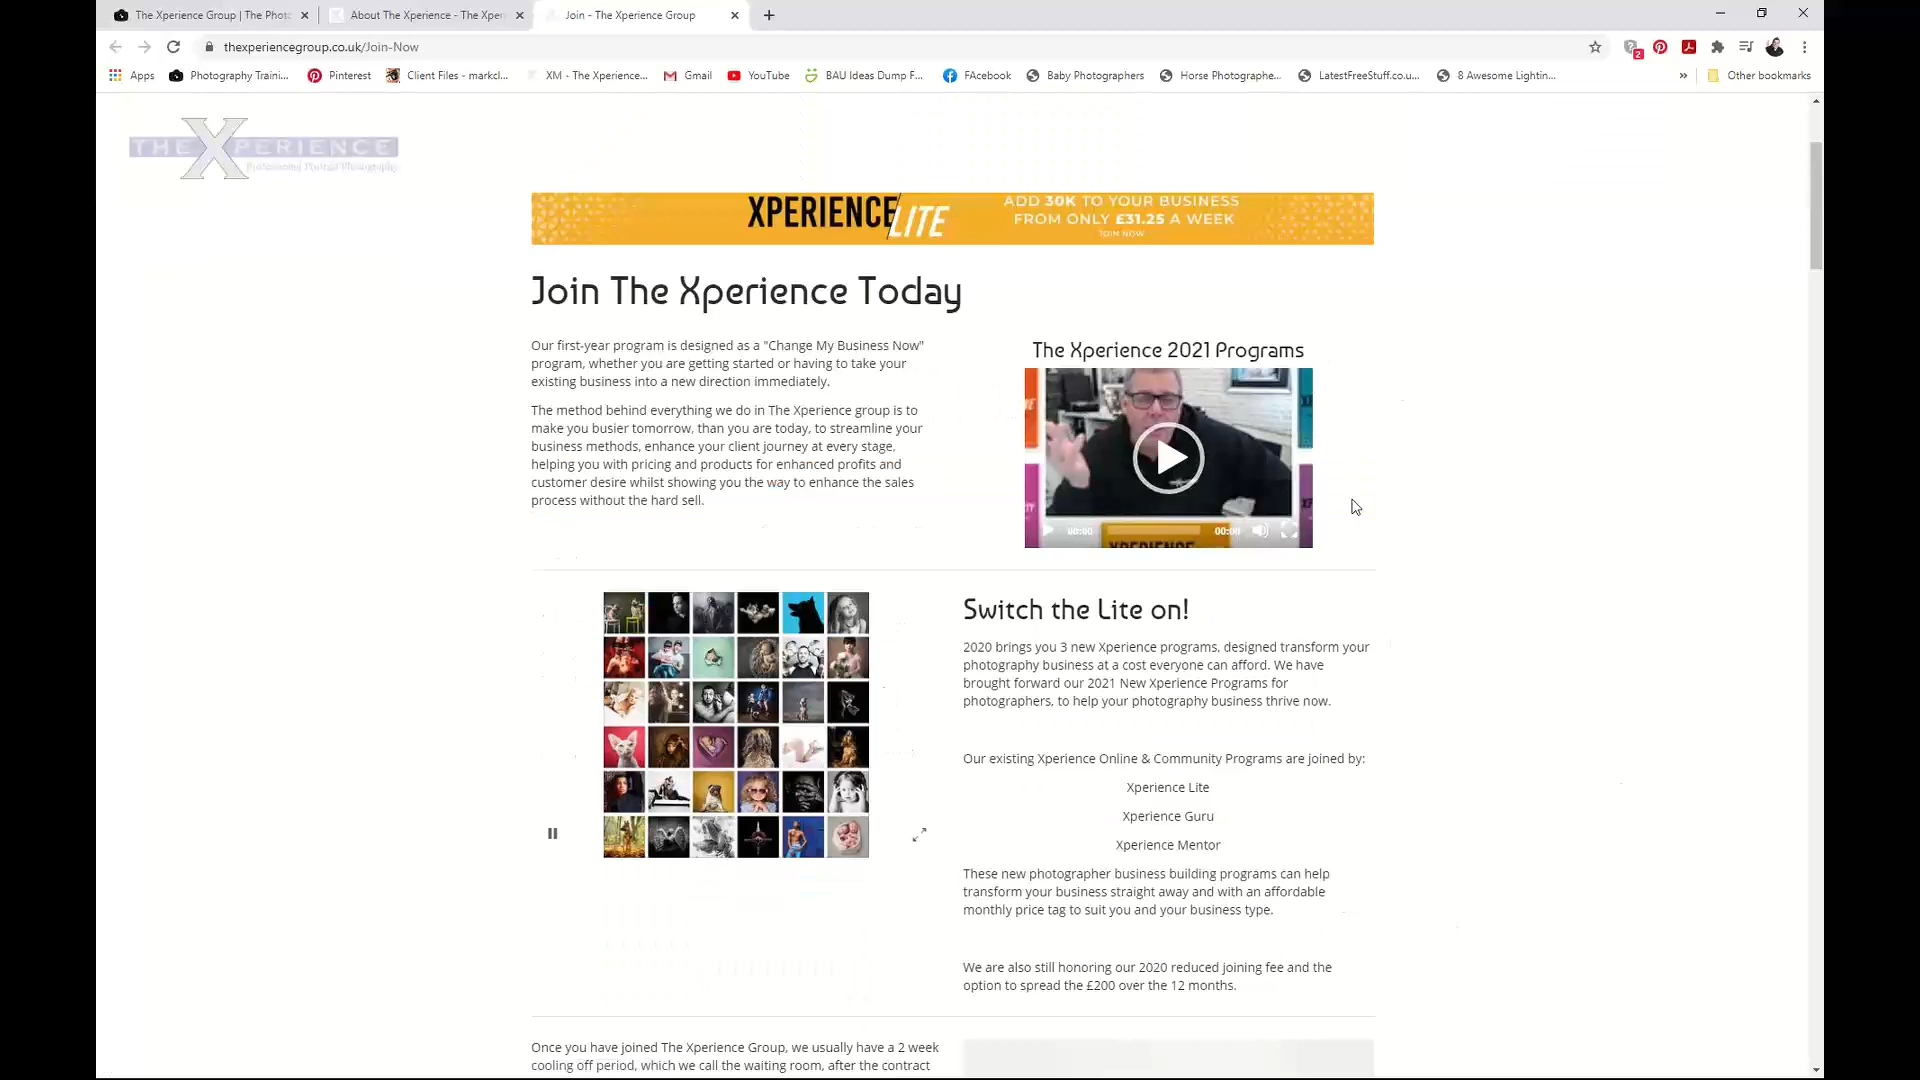 The Xperience Group | The Photo
About The Xperience - The Xper
Join - The Xperience Group
thexperiencegroup.co.uk/Join-Now
2
Apps
Photography Traini...
Pinterest
Client Files - markcl...
XM - The Xperience...
Gmail
YouTube
BAU Ideas Dump F...
FAcebook
Baby Photographers
Horse Photographe...
LatestFreeStuff.co.u...
8 Awesome Lightin...
»
Other bookmarks
THE XPERIENCE
Professional Portrait Photography
XPERIENCE LITE
ADD 30K TO YOUR BUSINESS
FROM ONLY £31.25 A WEEK
JOIN NOW
Join The Xperience Today
Our first-year program is designed as a "Change My Business Now"
program, whether you are getting started or having to take your
existing business into a new direction immediately.
The method behind everything we do in The Xperience group is to
make you busier tomorrow, than you are today, to streamline your
business methods, enhance your client journey at every stage,
helping you with pricing and products for enhanced profits and
customer desire whilst showing you the way to enhance the sales
process without the hard sell.
The Xperience 2021 Programs
00:00
00:00
XPERIENCE
Switch the Lite on!
2020 brings you 3 new Xperience programs, designed transform your
photography business at a cost everyone can afford. We have
brought forward our 2021 New Xperience Programs for
photographers, to help your photography business thrive now.
Our existing Xperience Online & Community Programs are joined by:
Xperience Lite
Xperience Guru
Xperience Mentor
These new photographer business building programs can help
transform your business straight away and with an affordable
monthly price tag to suit you and your business type.
We are also still honoring our 2020 reduced joining fee and the
option to spread the £200 over the 12 months.
Once you have joined The Xperience Group, we usually have a 2 week
cooling off period, which we call the waiting room, after the contract